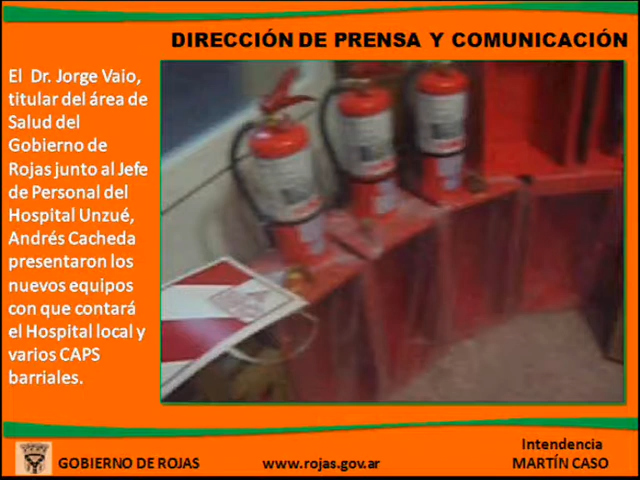 DIRECCIÓN DE PRENSA Y COMUNICACIÓN
El Dr. Jorge Vaio,
titular del área de
Salud del
Gobierno de
Rojas junto al Jefe
de Personal del
Hospital Unzué,
Andrés Cacheda
presentaron los
nuevos equipos
con que contará
el Hospital local y
varios CAPS
barriales.
GOBIERNO DE ROJAS
www.rojas.gov.ar
Intendencia
MARTÍN CASO